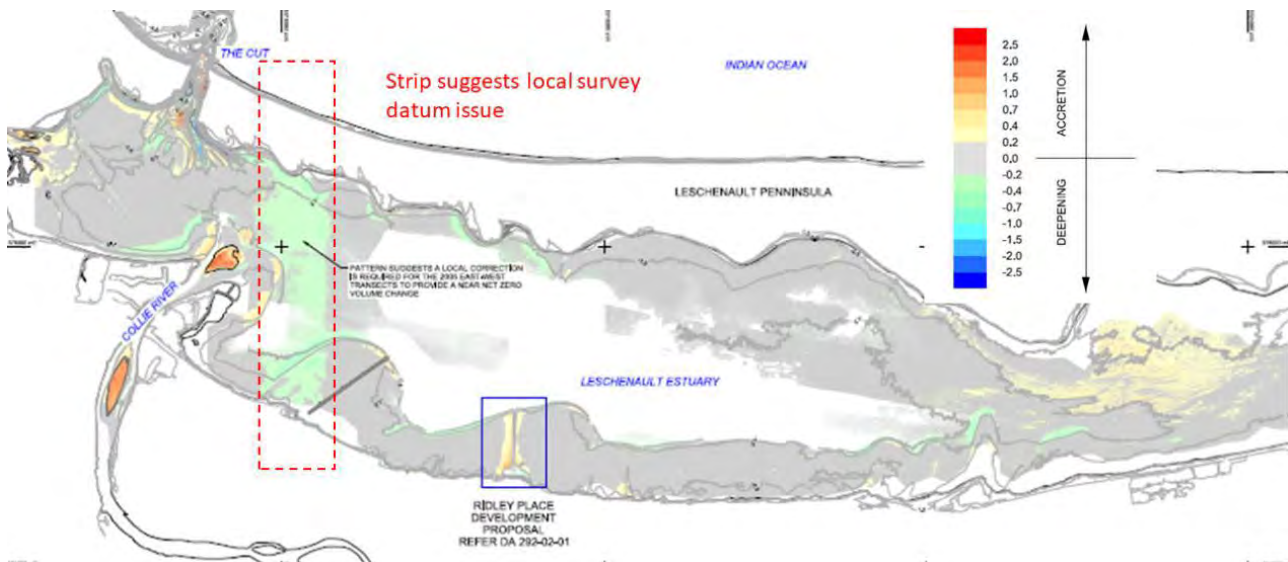 THE CUT
INDIAN OCEAN
Strip suggests local survey
datum issue
LESCHENAULT PENNINSULA
PATTERN SUGGESTS A LOCAL CORRECTION
IS REQUIRED FOR THE 2005 EAST-WEST
TRANSECTS TO PROVIDE A NEAR NET ZERO
VOLUME CHANGE
COLLIE RIVER
LESCHENAULT ESTUARY
RIDLEY PLACE
DEVELOPMENT
PROPOSAL
REFER DA 292-02-01
2.5
2.0
1.5
1.0
0.7
0.4
0.2
0.0
-0.2
-0.4
-0.7
-1.0
-1.5
-2.0
-2.5
ACCRETION
DEEPENING